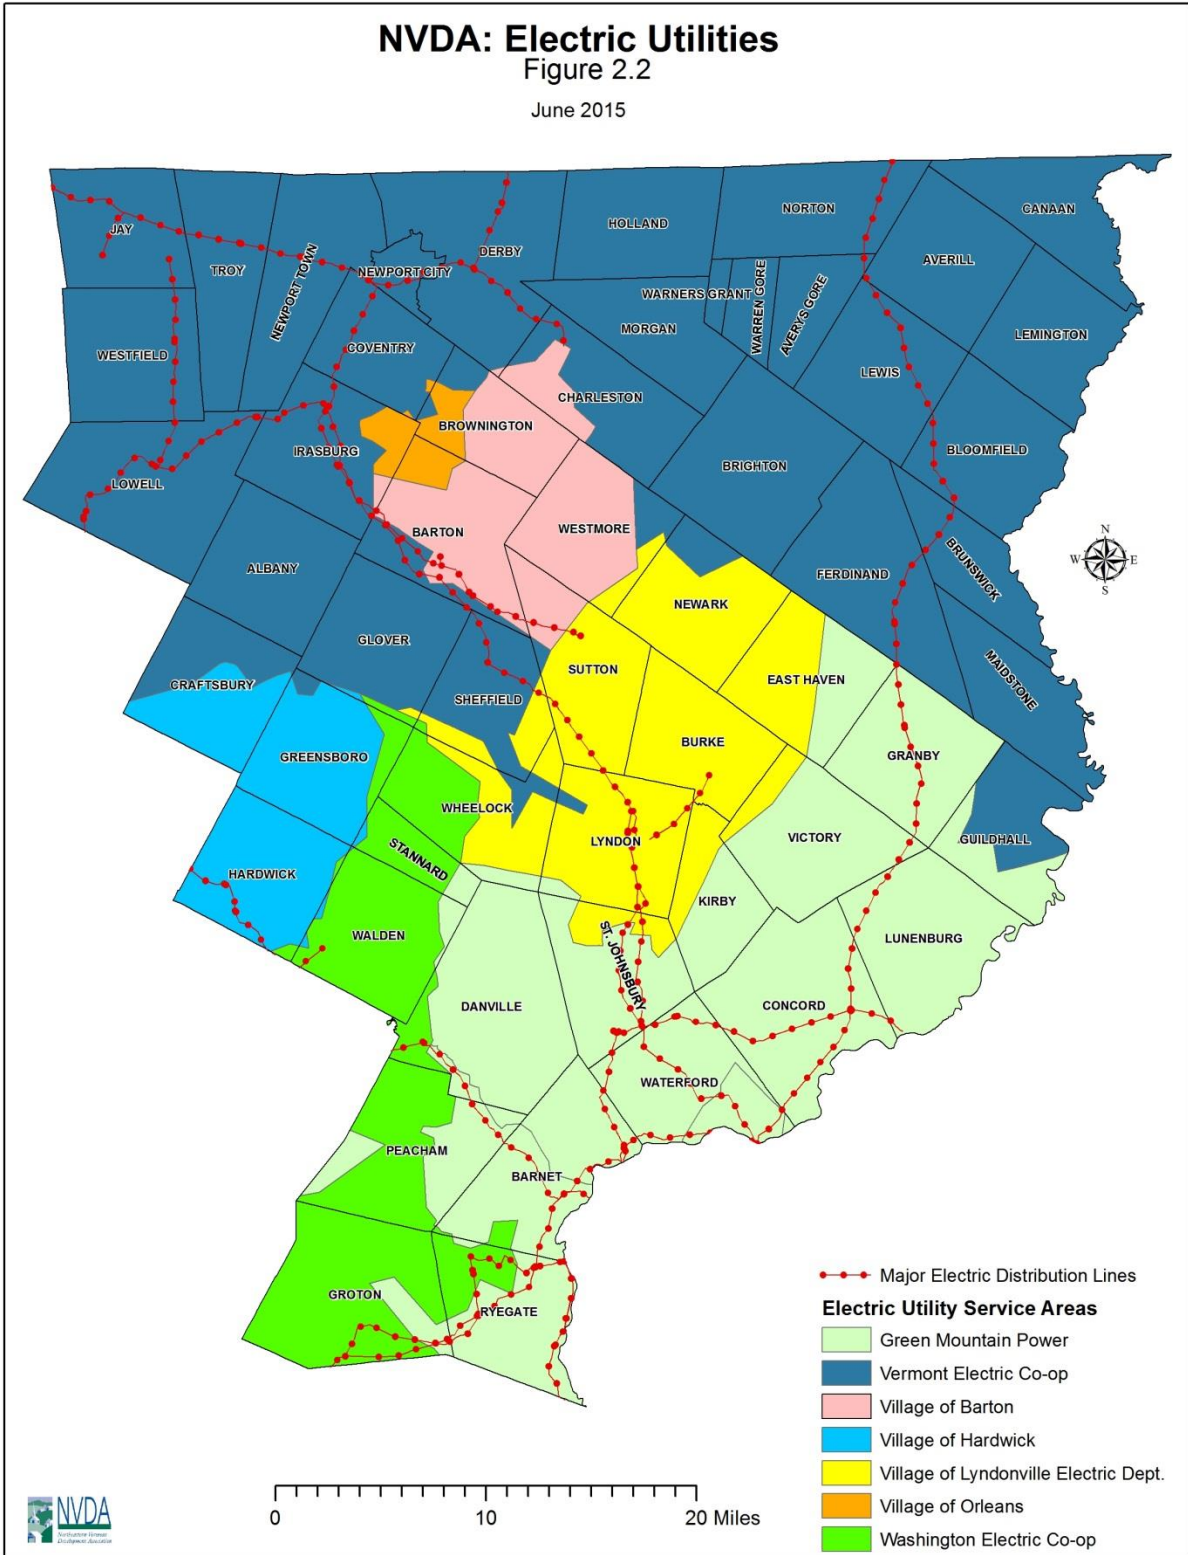 NVDA: Electric Utilities
Figure 2.2
June 2015
CANAAN
NORTON
HOLLAND
JAY
DERBY
AVERILL
TROY
NEWPORT TOWN
NEWPORT CITY
WARNERS GRANT
WARREN GORE
AVERYS GORE
MORGAN
LEMINGTON
WESTFIELD
COVENTRY
LEWIS
CHARLESTON
BROWNINGTON
IRASBURG
BLOOMFIELD
BRIGHTON
LOWELL
BARTON
WESTMORE
N
W E
S
ALBANY
FERDINAND
BRUNSWICK
NEWARK
GLOVER
SUTTON
EAST HAVEN
MAIDSTONE
CRAFTSBURY
SHEFFIELD
BURKE
GREENSBORO
GRANBY
WHEELOCK
VICTORY
LYNDON
GUILDHALL
STANNARD
HARDWICK
KIRBY
WALDEN
LUNENBURG
ST. JOHNSBURY
DANVILLE
CONCORD
WATERFORD
PEACHAM
BARNET
GROTON
RYEGATE
Major Electric Distribution Lines
Electric Utility Service Areas
Green Mountain Power
Vermont Electric Co-op
Village of Barton
Village of Hardwick
Village of Lyndonville Electric Dept.
Village of Orleans
Washington Electric Co-op
0 10 20 Miles
NVDA
Northeastern Vermont
Development Association